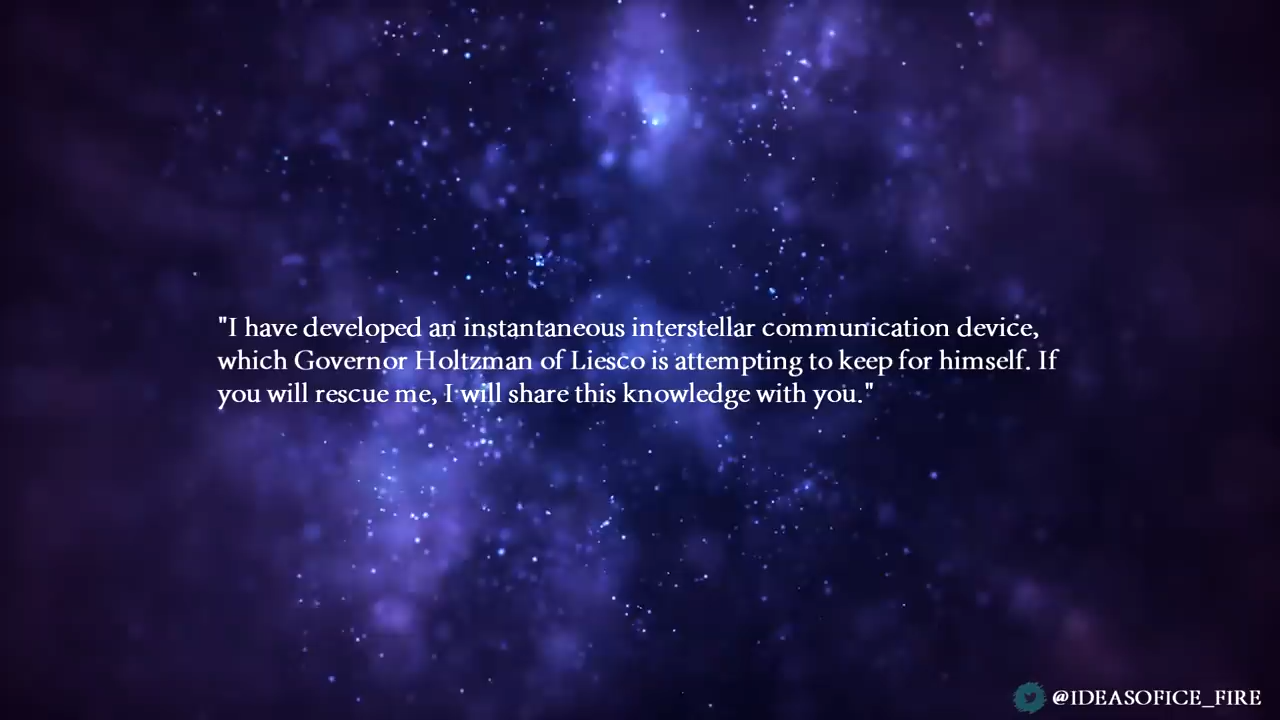 "I have developed an instantaneous interstellar communication device,
which Governor Holtzman of Liesco is attempting to keep for himself. If
you will rescue me, I will share this knowledge with you."
@IDEASOFICE_FIRE